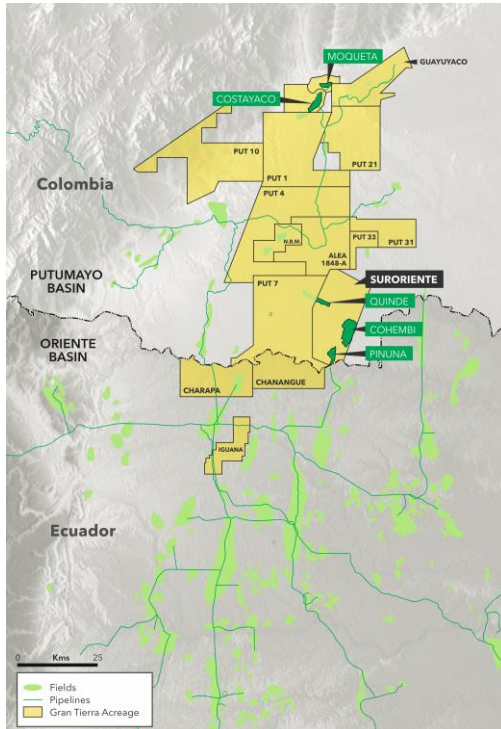 MOQUETA
GUAYUYACO
COSTAYACO
PUT 10
PUT 1
PUT 21
Colombia
PUT 4
N.B.M.
PUT 33
PUT 31
ALEA
1848-A
PUTUMAYO
BASIN
PUT 7
SURORIENTE
QUINDE
COHEMBI
ORIENTE
BASIN
PINUNA
CHARAPA
CHANANGUE
IGUANA
Ecuador
0 Kms 25
Fields
Pipelines
Gran Tierra Acreage